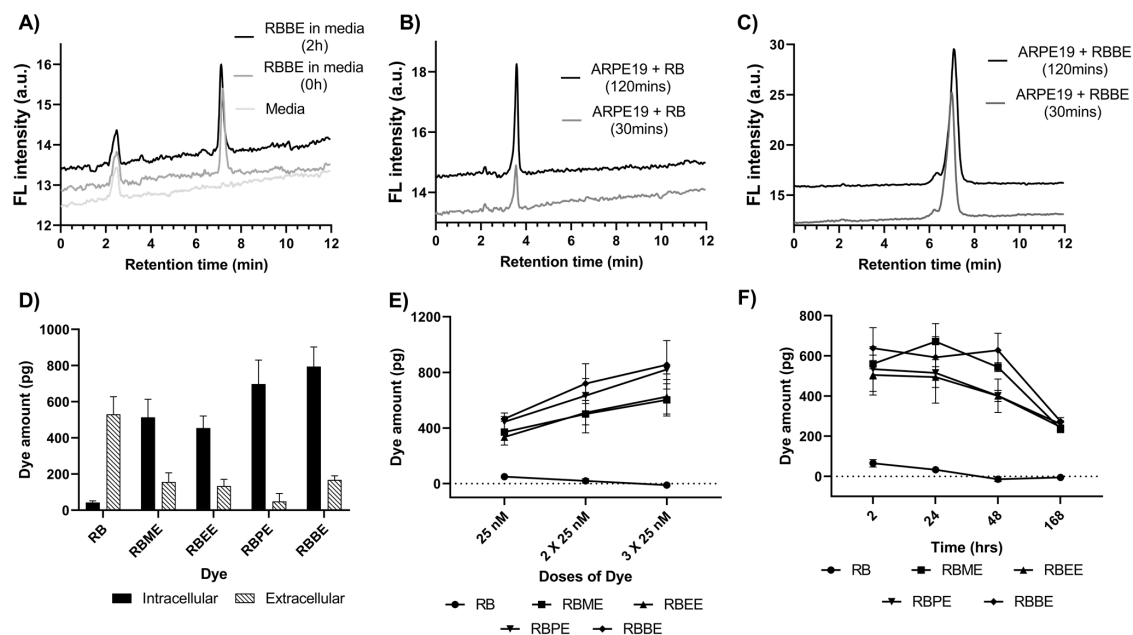 A)
RBBE in media
(2h)
RBBE in media
(0h)
Media
FL intensity (a.u.)
16
15
14
13
12
0 2 4 6 8 10 12
Retention time (min)
B)
ARPE19 + RB
(120mins)
ARPE19 + RB
(30mins)
FL intensity (a.u.)
18
16
14
0 2 4 6 8 10 12
Retention time (min)
C)
ARPE19 + RBBE
(120mins)
ARPE19 + RBBE
(30mins)
FL intensity (a.u.)
30
25
20
15
0 2 4 6 8 10 12
Retention time (min)
D)
Dye amount (pg)
1000
800
600
400
200
0
RB RBME RBEE RBPE RBBE
Dye
Intracellular Extracellular
E)
Dye amount (pg)
1200
800
400
0
25 nM 2 X 25 nM 3 X 25 nM
Doses of Dye
RB RBME RBEE
RBPE RBBE
F)
Dye amount (pg)
800
600
400
200
0
2 24 48 168
Time (hrs)
RB RBME RBEE
RBPE RBBE